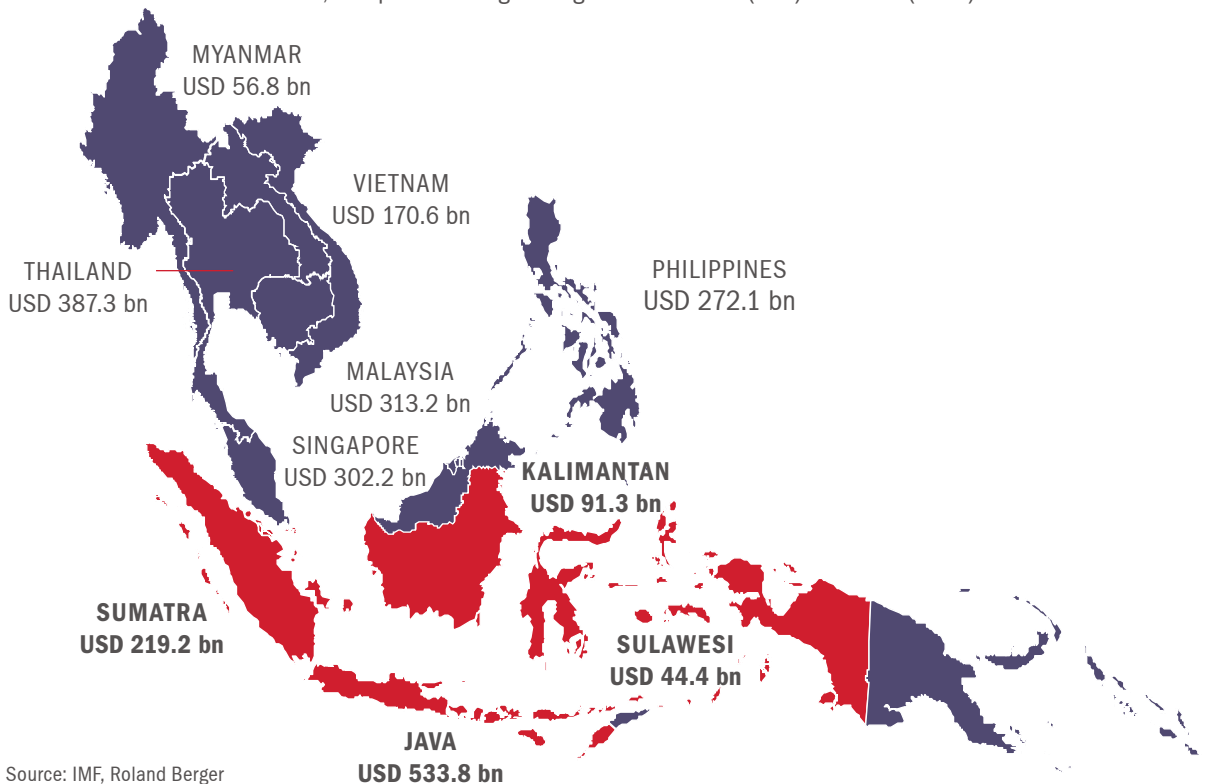 MYANMAR
USD 56.8 bn
VIETNAM
USD 170.6 bn
THAILAND
USD 387.3 bn
PHILIPPINES
USD 272.1 bn
MALAYSIA
USD 313.2 bn
SINGAPORE
USD 302.2 bn
KALIMANTAN
USD 91.3 bn
SUMATRA
USD 219.2 bn
SULAWESI
USD 44.4 bn
JAVA
USD 533.8 bn
Source: IMF, Roland Berger